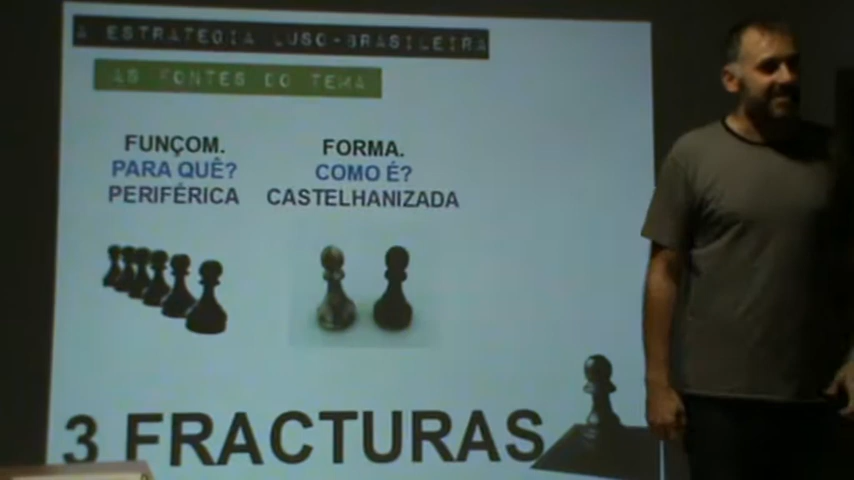 A ESTRATEGIA LUSO-BRASILEIRA
AS FONTES DO TEMA
FUNÇOM.
PARA QUÊ?
PERIFÉRICA
FORMA.
COMO É?
CASTELHANIZADA
3 FRACTURAS